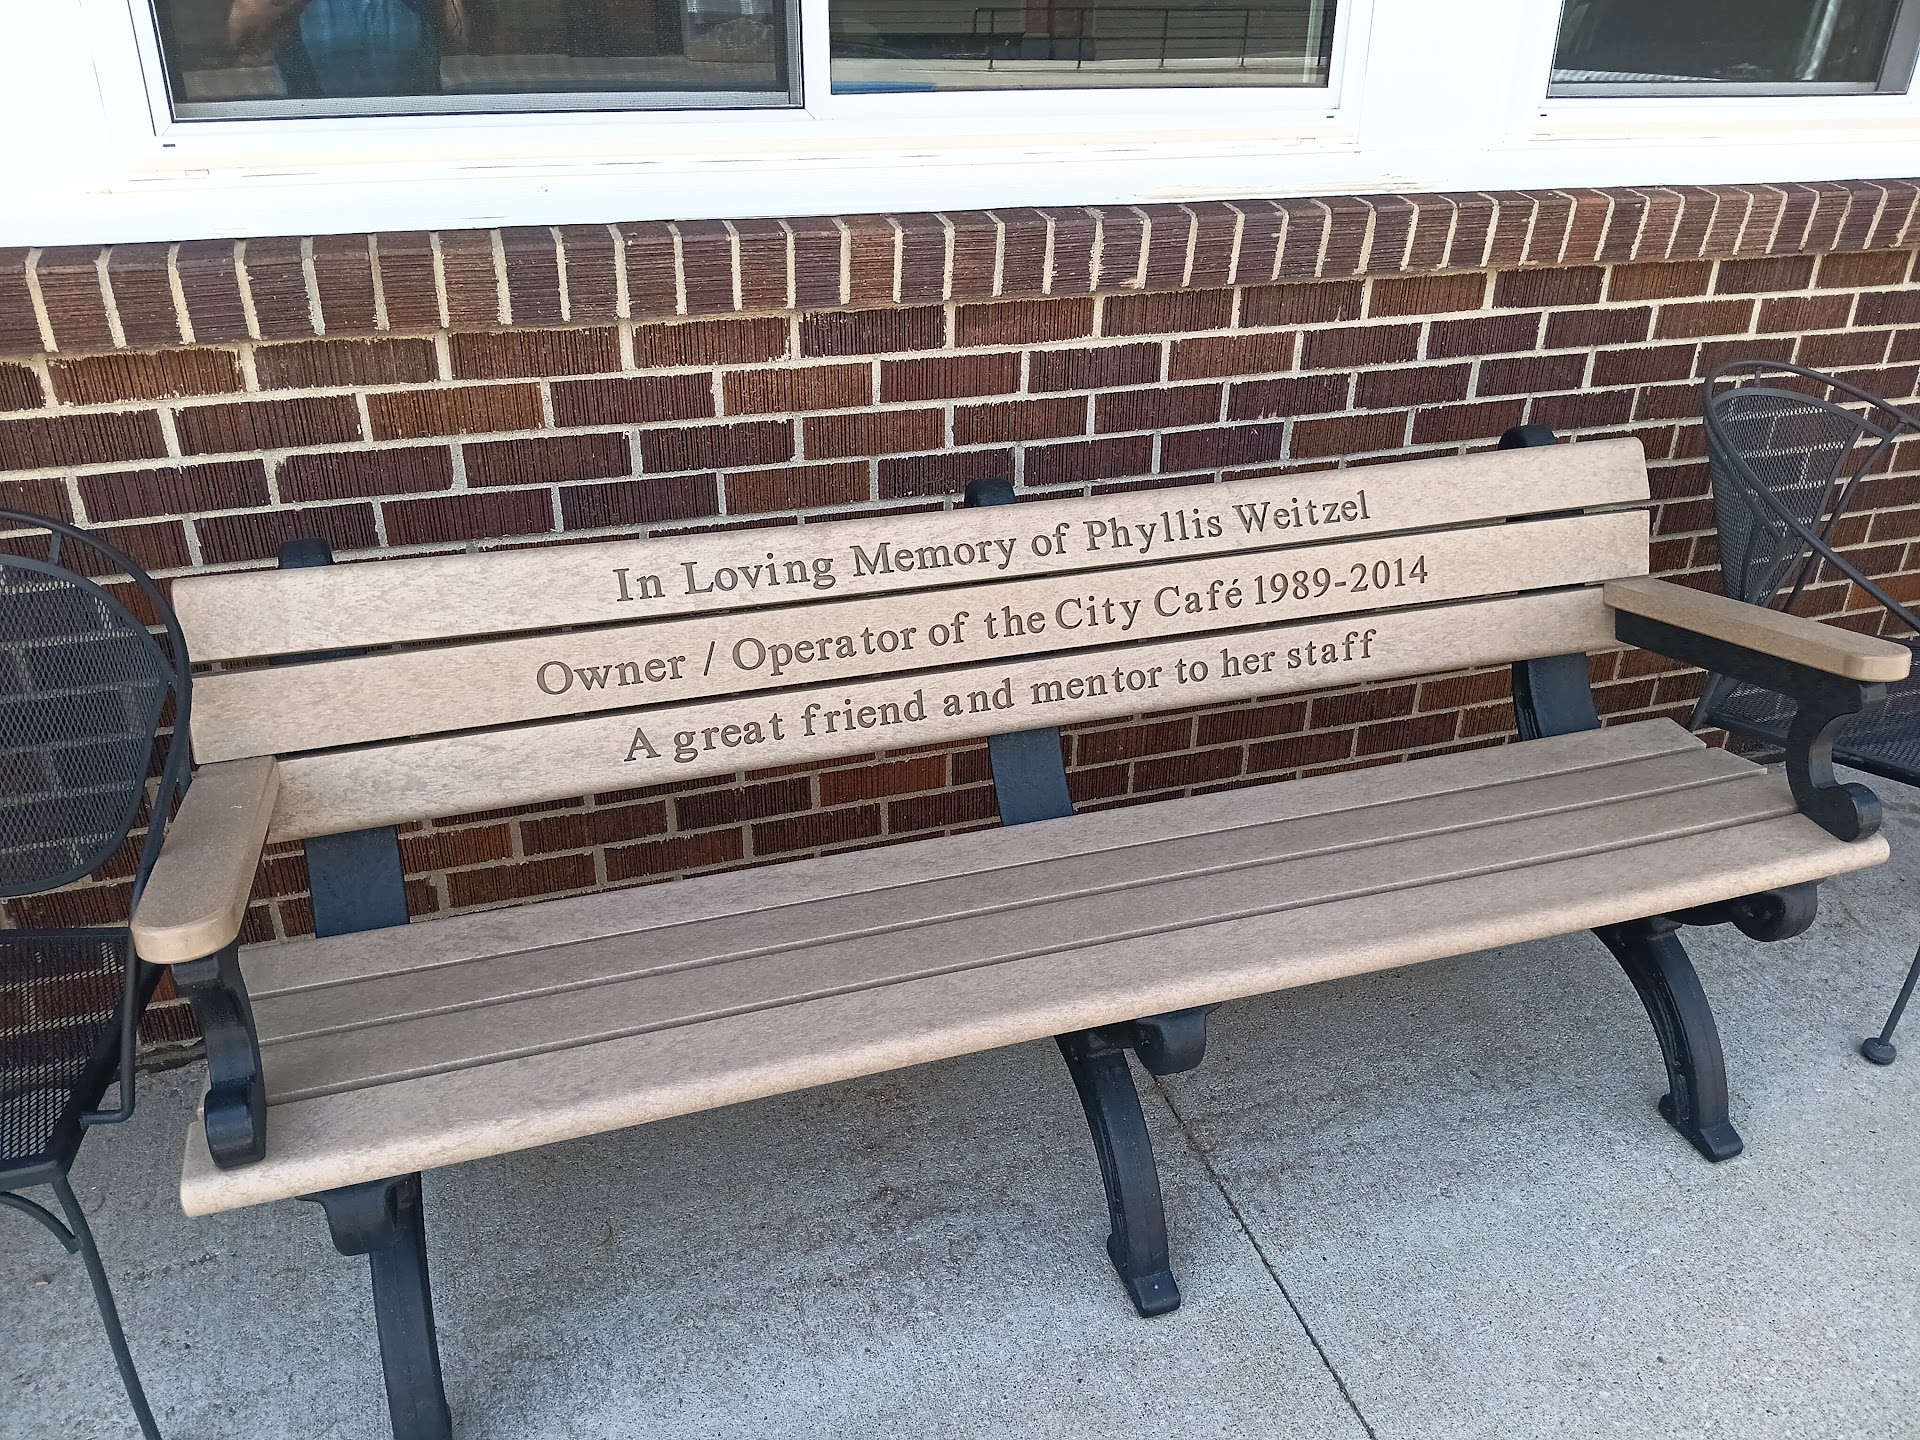 In Loving Memory of Phyllis Weitzel
Owner / Operator of the City Café 1989-2014
A great friend and mentor to her staff